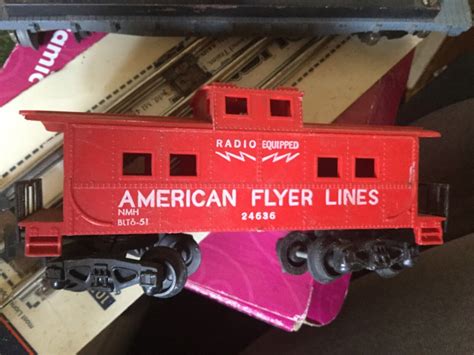 RADIO EQUIPPED
AMERICAN FLYER LINES
NMH
24636
BLT6-51